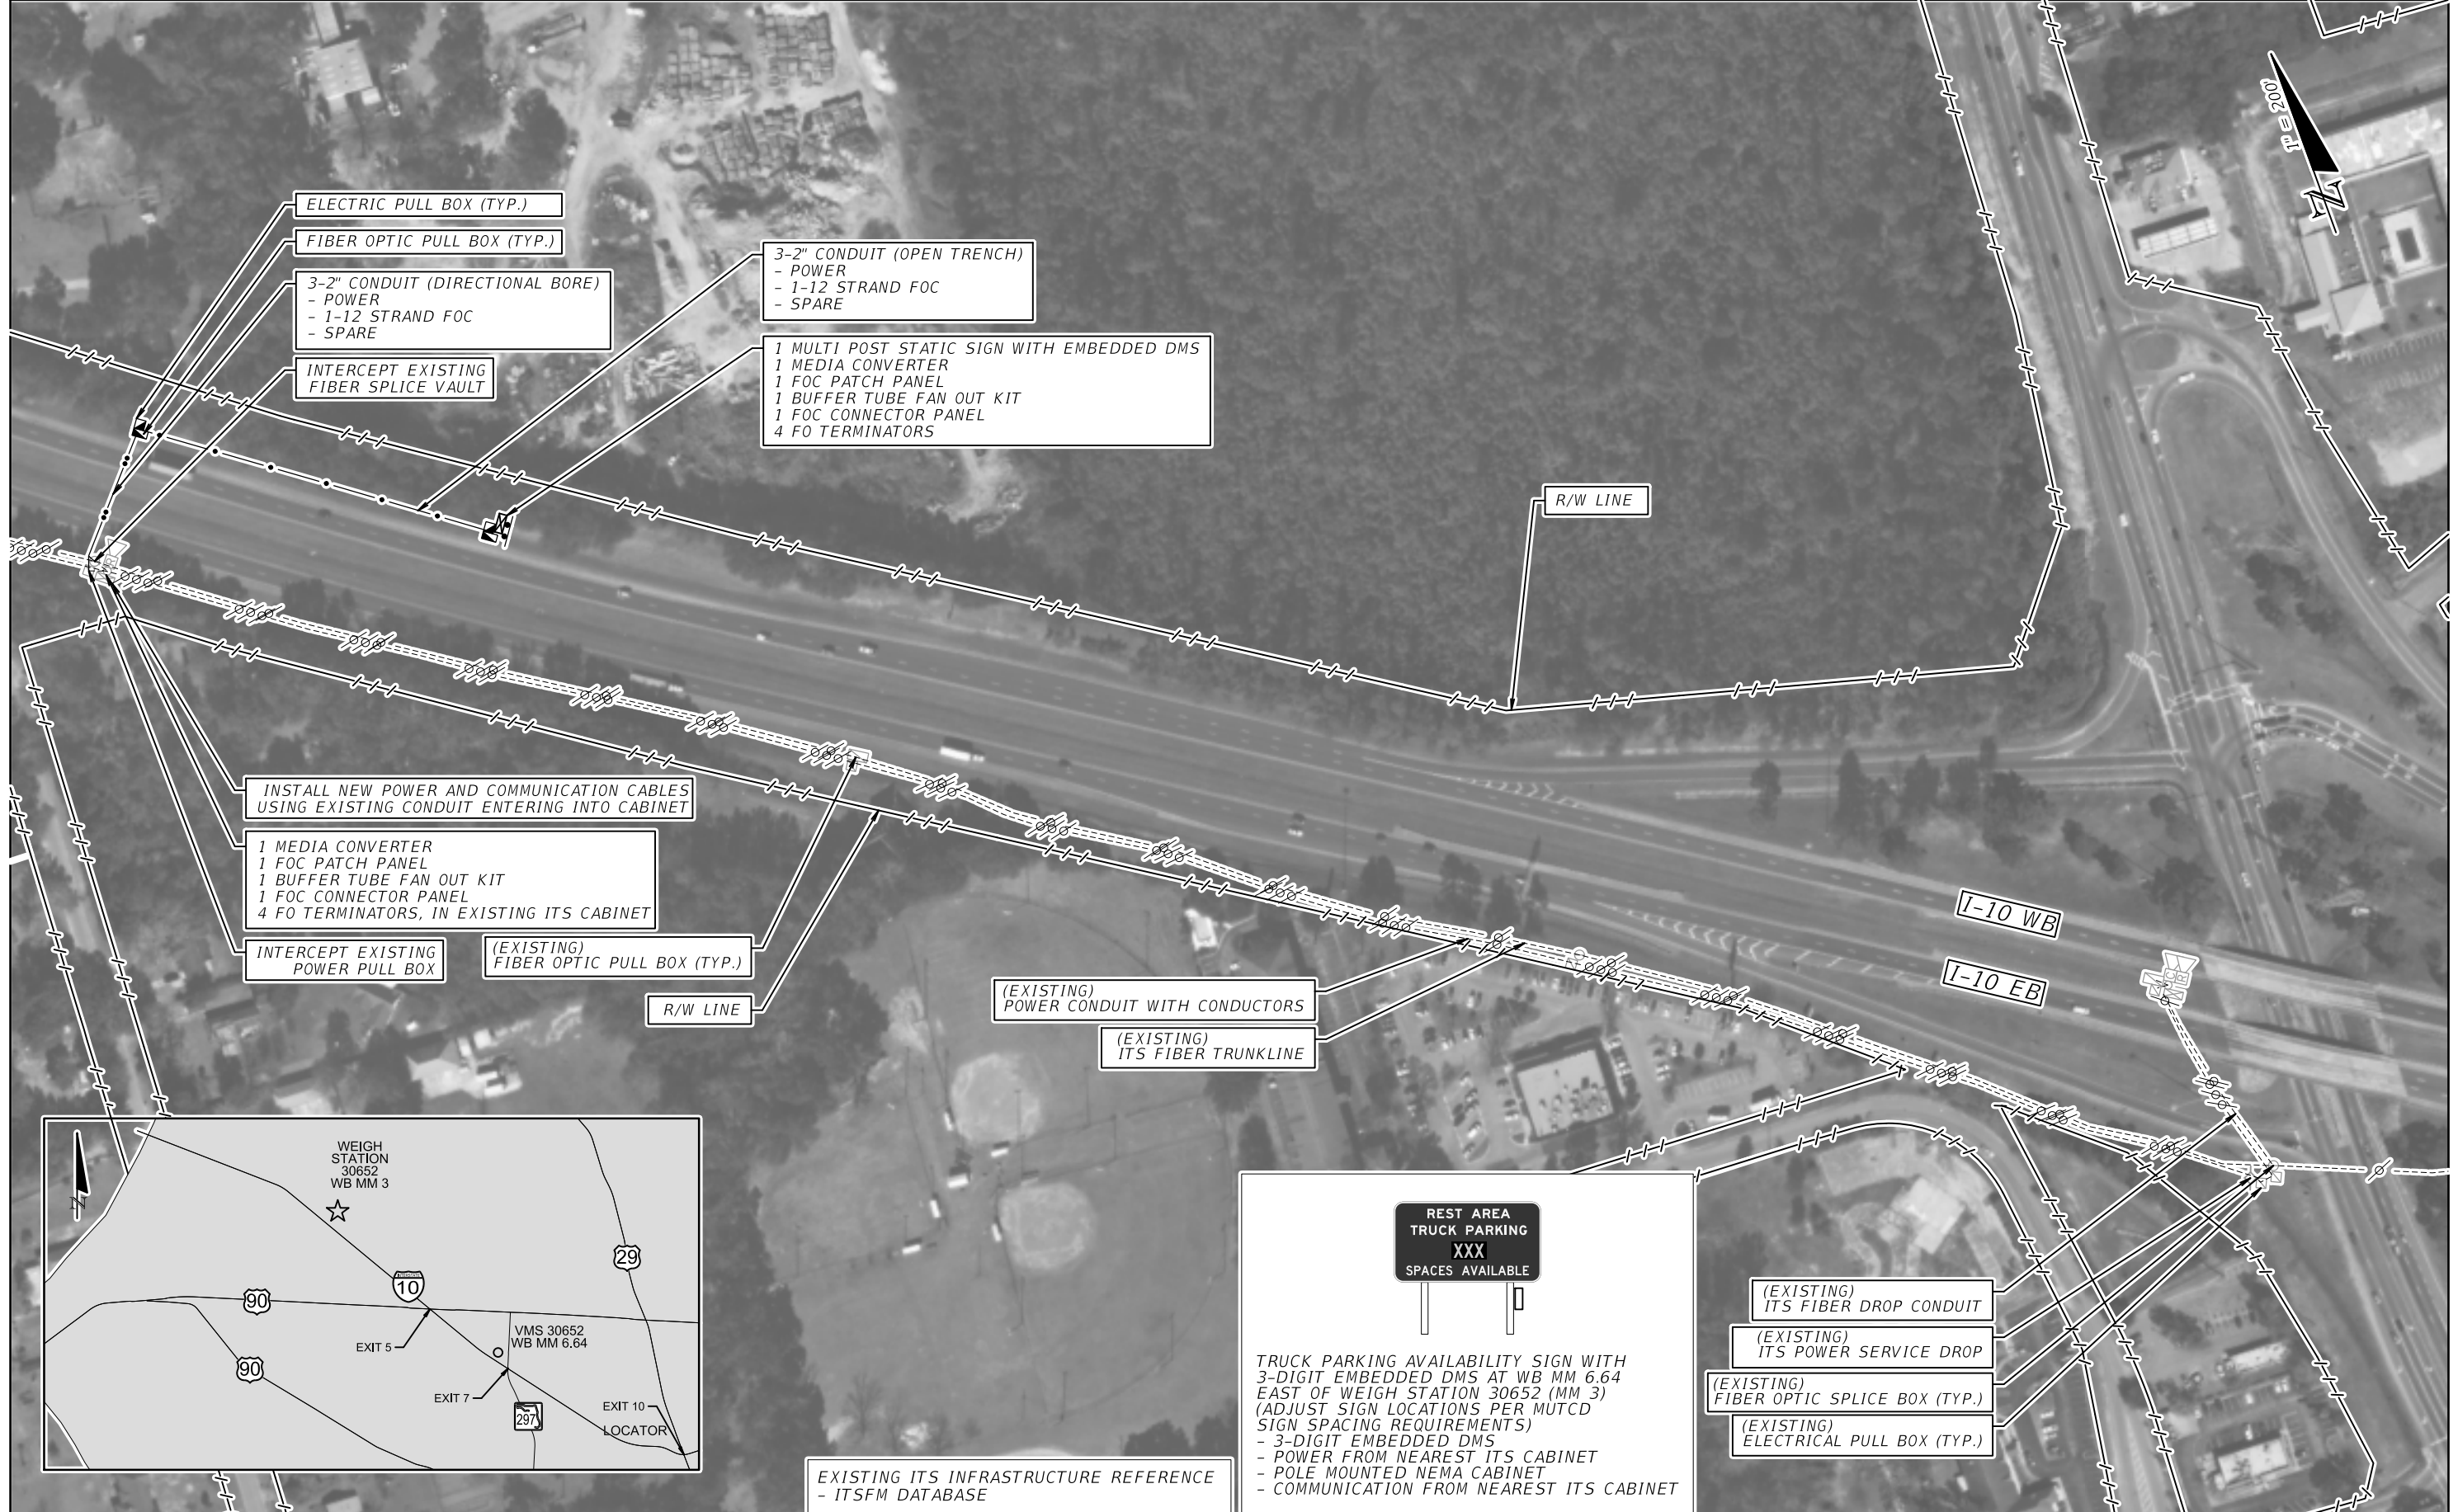 1" = 200'
N
ELECTRIC PULL BOX (TYP.)
FIBER OPTIC PULL BOX (TYP.)
3-2" CONDUIT (DIRECTIONAL BORE)
- POWER
- 1-12 STRAND FOC
- SPARE
INTERCEPT EXISTING
FIBER SPLICE VAULT
3-2" CONDUIT (OPEN TRENCH)
- POWER
- 1-12 STRAND FOC
- SPARE
1 MULTI POST STATIC SIGN WITH EMBEDDED DMS
1 MEDIA CONVERTER
1 FOC PATCH PANEL
1 BUFFER TUBE FAN OUT KIT
1 FOC CONNECTOR PANEL
4 FO TERMINATORS
R/W LINE
INSTALL NEW POWER AND COMMUNICATION CABLES
USING EXISTING CONDUIT ENTERING INTO CABINET
1 MEDIA CONVERTER
1 FOC PATCH PANEL
1 BUFFER TUBE FAN OUT KIT
1 FOC CONNECTOR PANEL
4 FO TERMINATORS, IN EXISTING ITS CABINET
INTERCEPT EXISTING
POWER PULL BOX
(EXISTING)
FIBER OPTIC PULL BOX (TYP.)
R/W LINE
(EXISTING)
POWER CONDUIT WITH CONDUCTORS
(EXISTING)
ITS FIBER TRUNKLINE
I-10 WB
I-10 EB
N
WEIGH
STATION
30652
WB MM 3
29
10
90
EXIT 5
VMS 30652
WB MM 6.64
90
EXIT 7
297
EXIT 10
LOCATOR
REST AREA
TRUCK PARKING
XXX
SPACES AVAILABLE
TRUCK PARKING AVAILABILITY SIGN WITH
3-DIGIT EMBEDDED DMS AT WB MM 6.64
EAST OF WEIGH STATION 30652 (MM 3)
(ADJUST SIGN LOCATIONS PER MUTCD
SIGN SPACING REQUIREMENTS)
- 3-DIGIT EMBEDDED DMS
- POWER FROM NEAREST ITS CABINET
- POLE MOUNTED NEMA CABINET
- COMMUNICATION FROM NEAREST ITS CABINET
(EXISTING)
ITS FIBER DROP CONDUIT
(EXISTING)
ITS POWER SERVICE DROP
(EXISTING)
FIBER OPTIC SPLICE BOX (TYP.)
(EXISTING)
ELECTRICAL PULL BOX (TYP.)
EXISTING ITS INFRASTRUCTURE REFERENCE
- ITSFM DATABASE